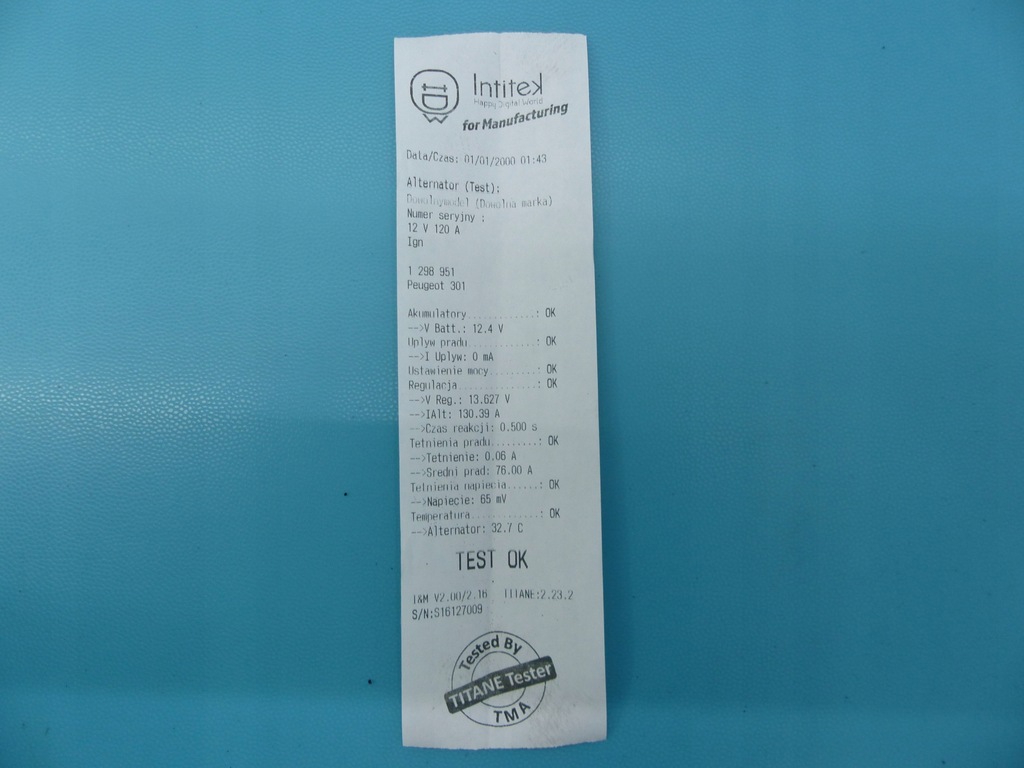 Intitek
Happy Digital World
for Manufacturing
Data/Czas: 01/01/2000 01:43
Alternator (Test):
Dowolnymodel (Dowolna marka)
Numer seryjny :
12 V 120 A
Ign
1 298 951
Peugeot 301
Akumulatory............: OK
-->V Batt.: 12.4 V
Uplyw pradu............: OK
-->I Uplyw: 0 mA
Ustawienie mocy........: OK
Regulacja..............: OK
-->V Reg.: 13.627 V
-->IAlt: 130.39 A
-->Czas reakcji: 0.500 s
Tetnienia pradu.........: OK
-->Tetnienie: 0.06 A
-->Sredni prad: 76.00 A
Tetnienia napiecia......: OK
-->Napiecie: 65 mV
Temperatura............: OK
-->Alternator: 32.7 C
TEST OK
I&M V2.00/2.16 TITANE:2.23.2
S/N:S16127009
Tested By
TITANE Tester
TMA